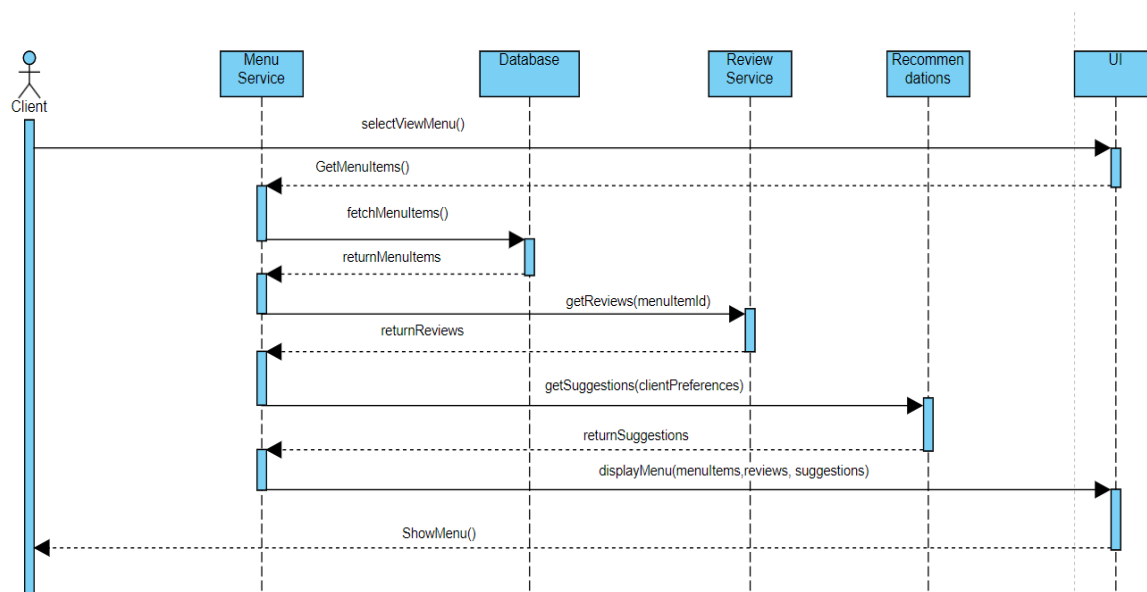 Menu
Service
Database
Review
Service
Recommen
dations
UI
Client
selectViewMenu()
GetMenuItems()
fetchMenuItems()
returnMenuItems
getReviews(menuItemId)
returnReviews
getSuggestions(clientPreferences)
returnSuggestions
displayMenu(menuItems,reviews, suggestions)
ShowMenu()